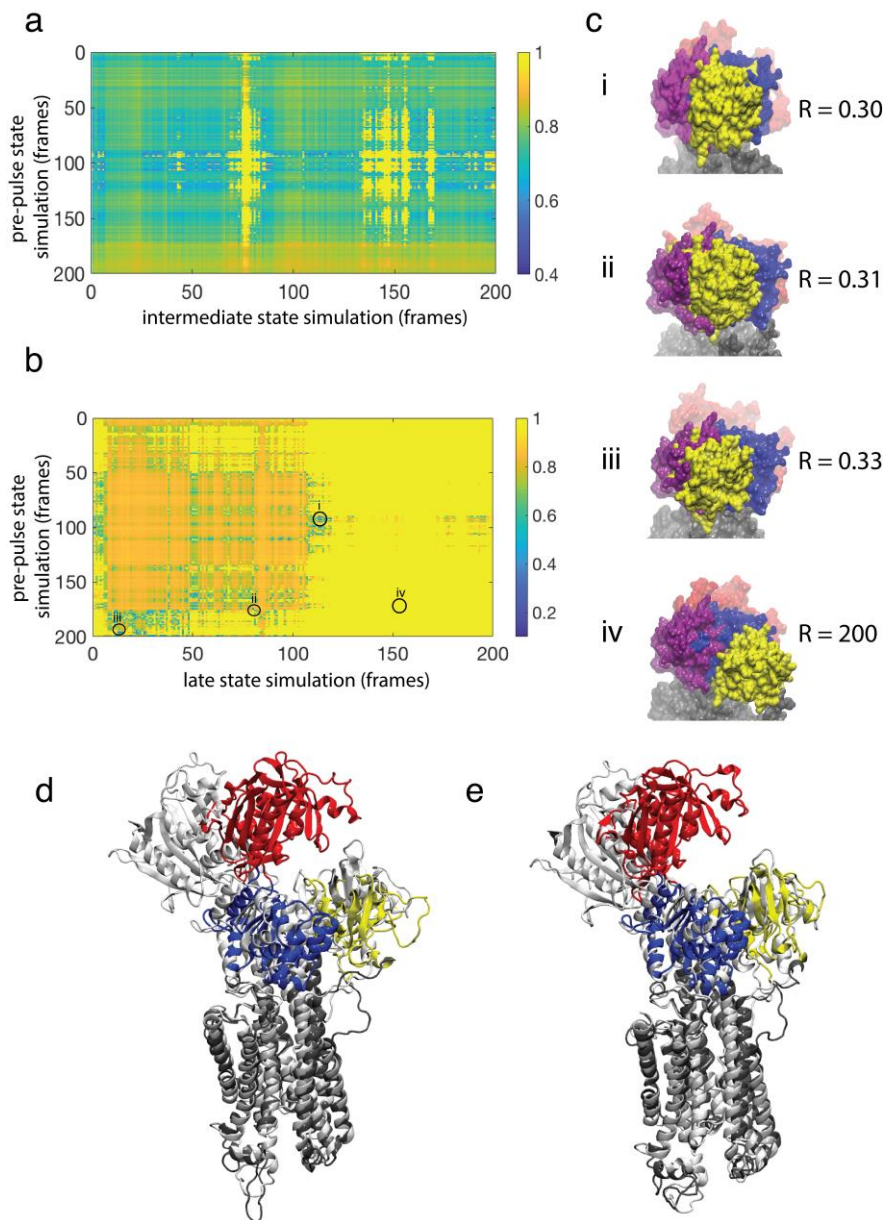 a
0
50
100
150
200
pre-pulse state
simulation (frames)
0
50
100
150
200
intermediate state simulation (frames)
1
0.8
0.6
0.4
b
0
50
100
150
200
pre-pulse state
simulation (frames)
i
ii
iii
iv
0
50
100
150
200
late state simulation (frames)
1
0.8
0.6
0.4
0.2
c
i
R = 0.30
ii
R = 0.31
iii
R = 0.33
iv
R = 200
d
e